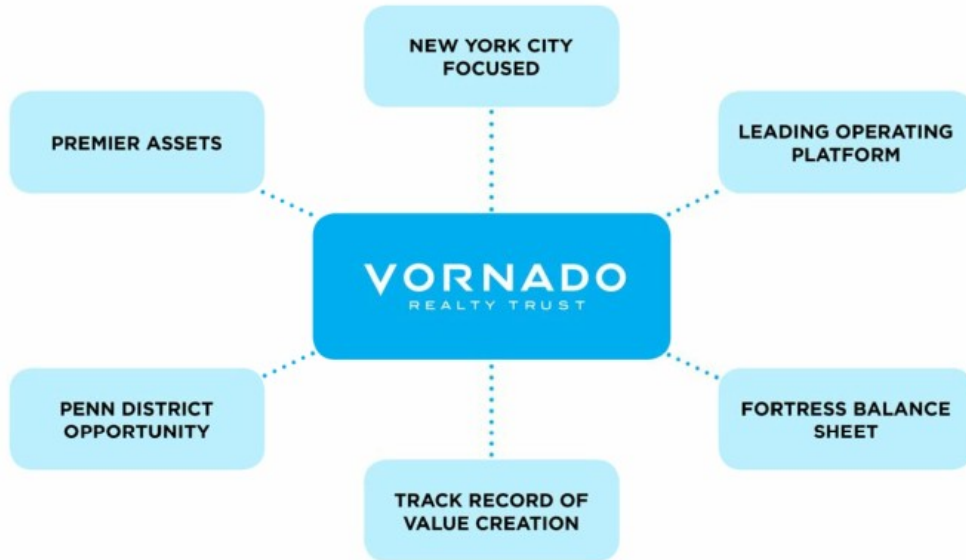 NEW YORK CITY
FOCUSED
PREMIER ASSETS
LEADING OPERATING
PLATFORM
VORNADO
REALTY TRUST
PENN DISTRICT
OPPORTUNITY
FORTRESS BALANCE
SHEET
TRACK RECORD OF
VALUE CREATION